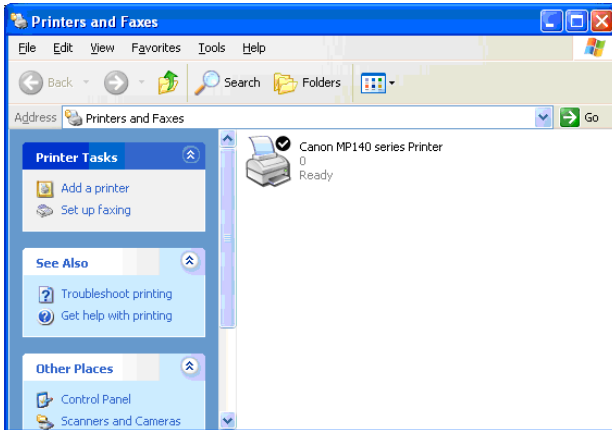 Printers and Faxes
File Edit View Favorites Tools Help
Back Search Folders
Address Printers and Faxes Go
Printer Tasks
Add a printer
Set up faxing
See Also
Troubleshoot printing
Get help with printing
Other Places
Control Panel
Scanners and Cameras
Canon MP140 series Printer
0
Ready